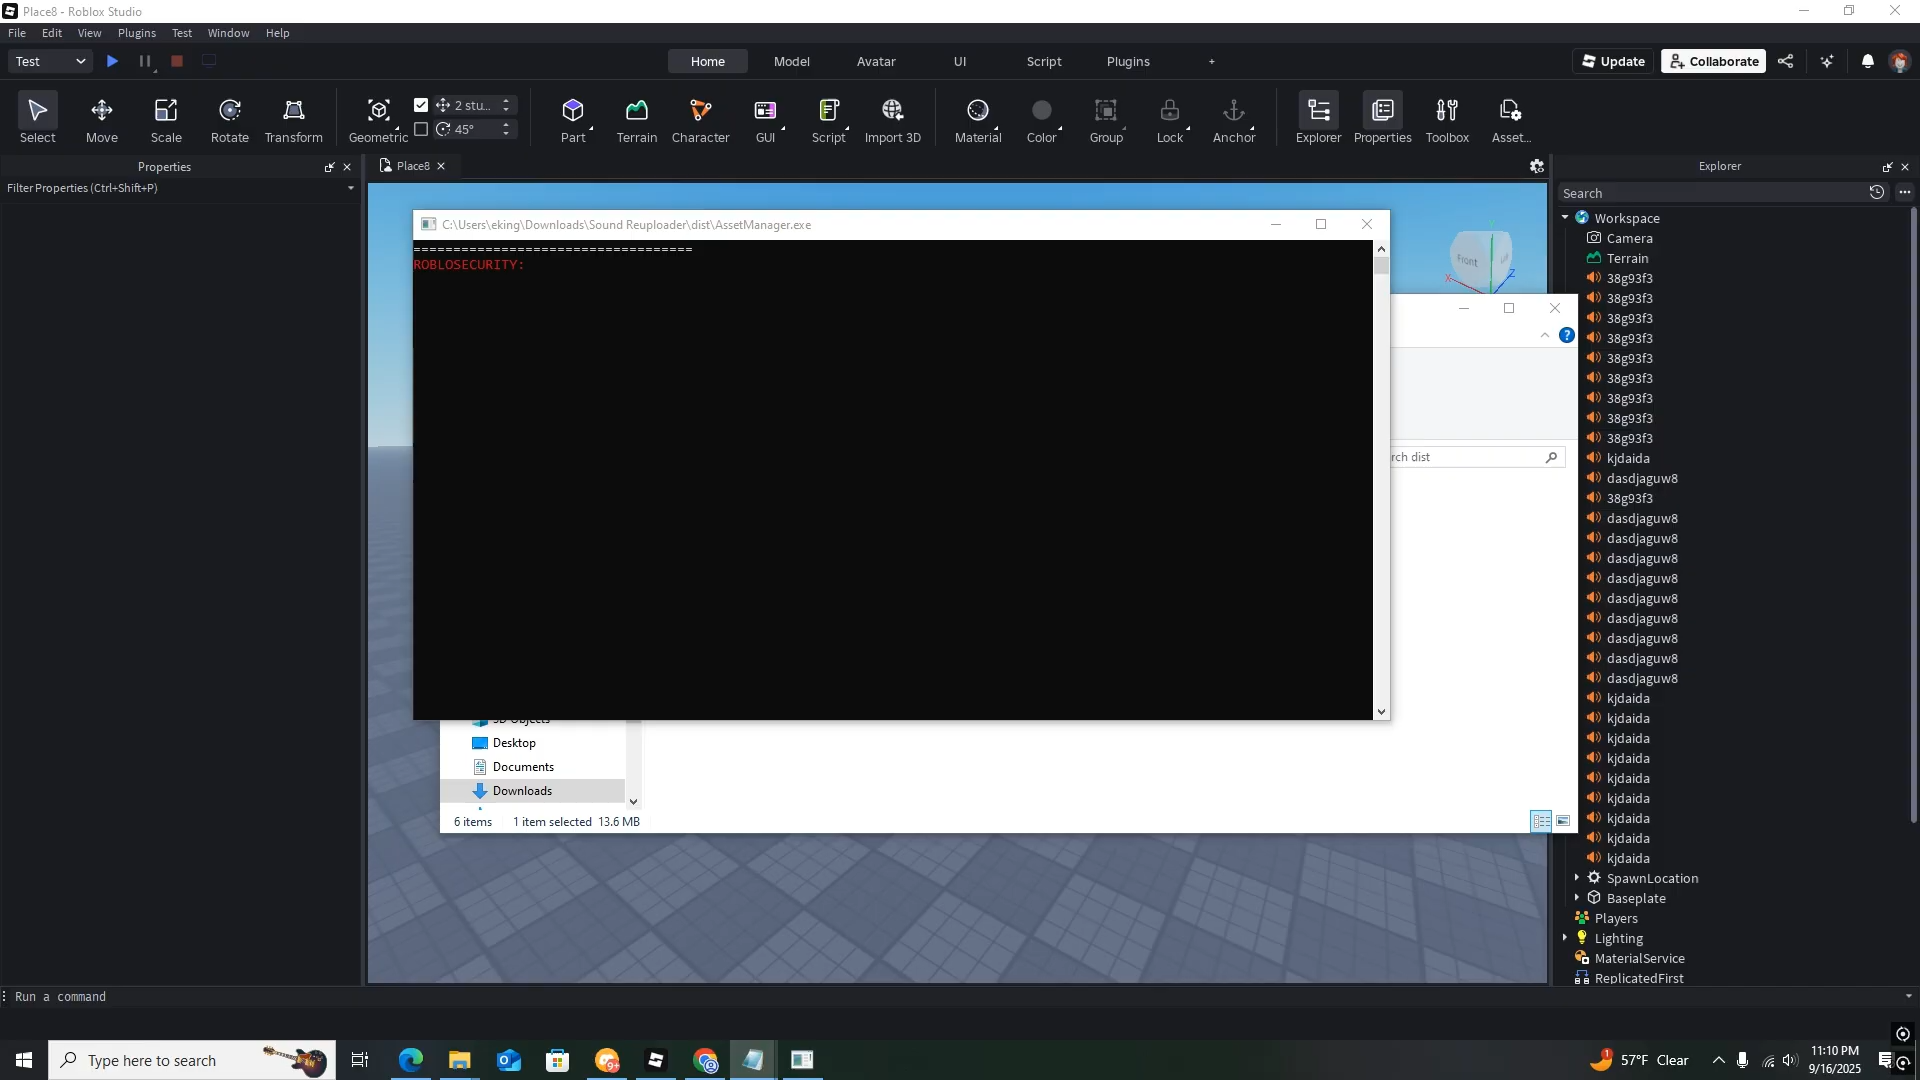 Place8 - Roblox Studio
File Edit View Plugins Test Window Help
Test
Home Model Avatar UI Script Plugins +
Update
Collaborate
2 stu...
45°
Select Move Scale Rotate Transform Geometric Part Terrain Character GUI Script Import 3D Material Color Group Lock Anchor Explorer Properties Toolbox Asset...
Properties
Filter Properties (Ctrl+Shift+P)
Place8
C:\Users\eking\Downloads\Sound Reuploader\dist\AssetManager.exe
===================================
ROBLOSECURITY:
Front
X
Z
rch dist
3D Objects
Desktop
Documents
Downloads
6 items 1 item selected 13.6 MB
Explorer
Search
Workspace
Camera
Terrain
38g93f3
38g93f3
38g93f3
38g93f3
38g93f3
38g93f3
38g93f3
38g93f3
38g93f3
kjdaida
dasdjaguw8
38g93f3
dasdjaguw8
dasdjaguw8
dasdjaguw8
dasdjaguw8
dasdjaguw8
dasdjaguw8
dasdjaguw8
dasdjaguw8
dasdjaguw8
kjdaida
kjdaida
kjdaida
kjdaida
kjdaida
kjdaida
kjdaida
kjdaida
kjdaida
SpawnLocation
Baseplate
Players
Lighting
MaterialService
ReplicatedFirst
Run a command
Type here to search
9+
1
57°F Clear
11:10 PM
9/16/2025